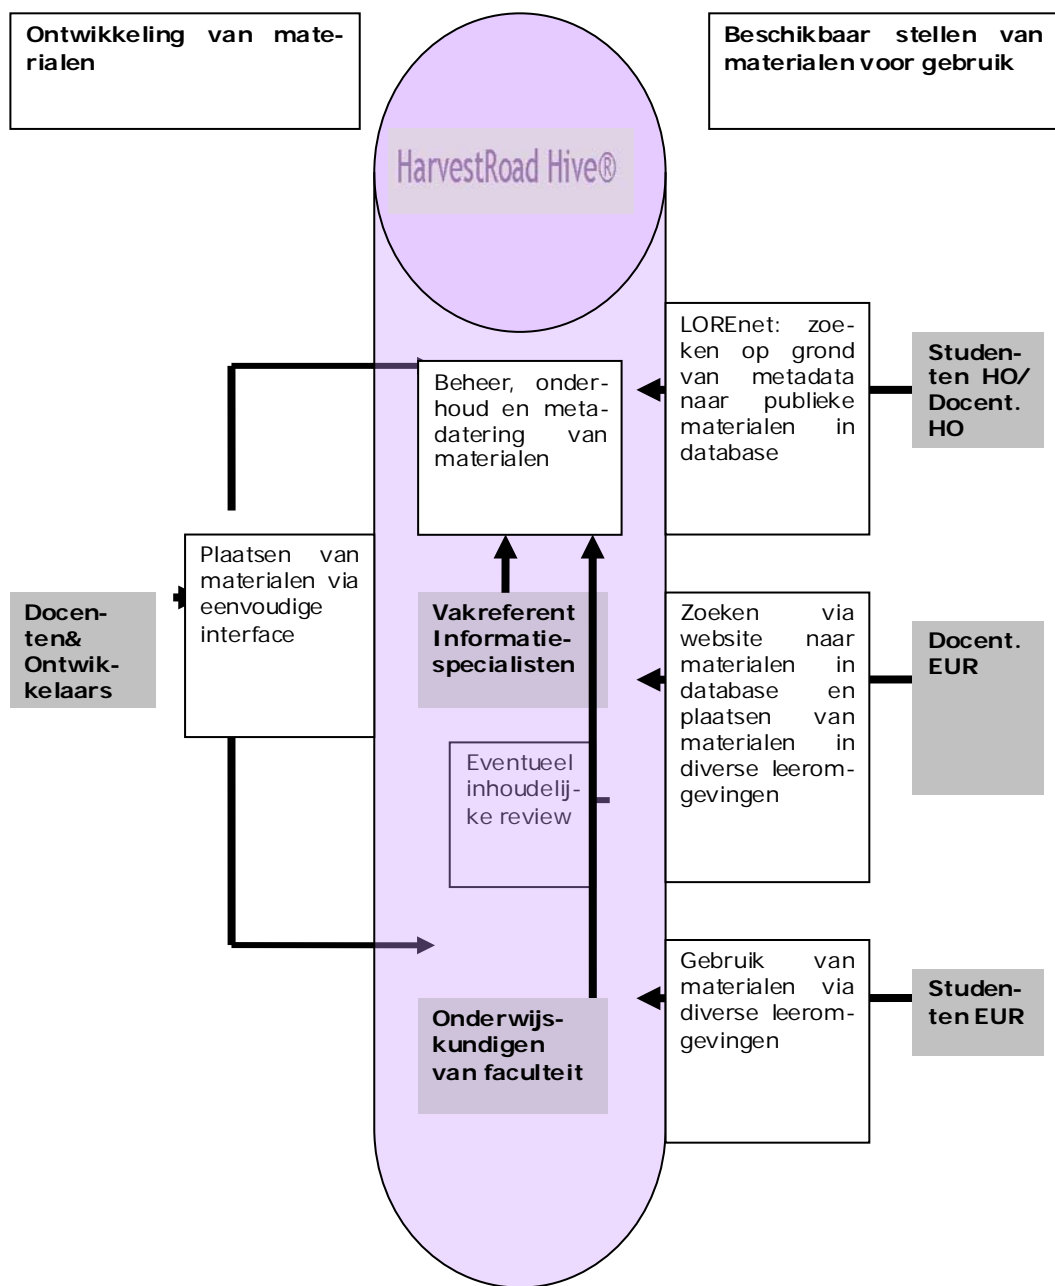 Ontwikkeling van mate-
rialen
Beschikbaar stellen van
materialen voor gebruik
HarvestRoad Hive®
LOREnet: zoe-
ken op grond
van metadata
naar publieke
materialen in
database
Studen-
ten HO/
Docent.
HO
Beheer, onder-
houd en meta-
datering van
materialen
Plaatsen van
materialen via
eenvoudige
interface
Docen-
ten&
Ontwik-
kelaars
Vakreferent
Informatie-
specialisten
Zoeken via
website naar
materialen in
database en
plaatsen van
materialen in
diverse leerom-
gevingen
Docent.
EUR
Eventueel
inhoudelij-
ke review
Gebruik van
materialen via
diverse leerom-
gevingen
Studen-
ten EUR
Onderwijs-
kundigen
van faculteit